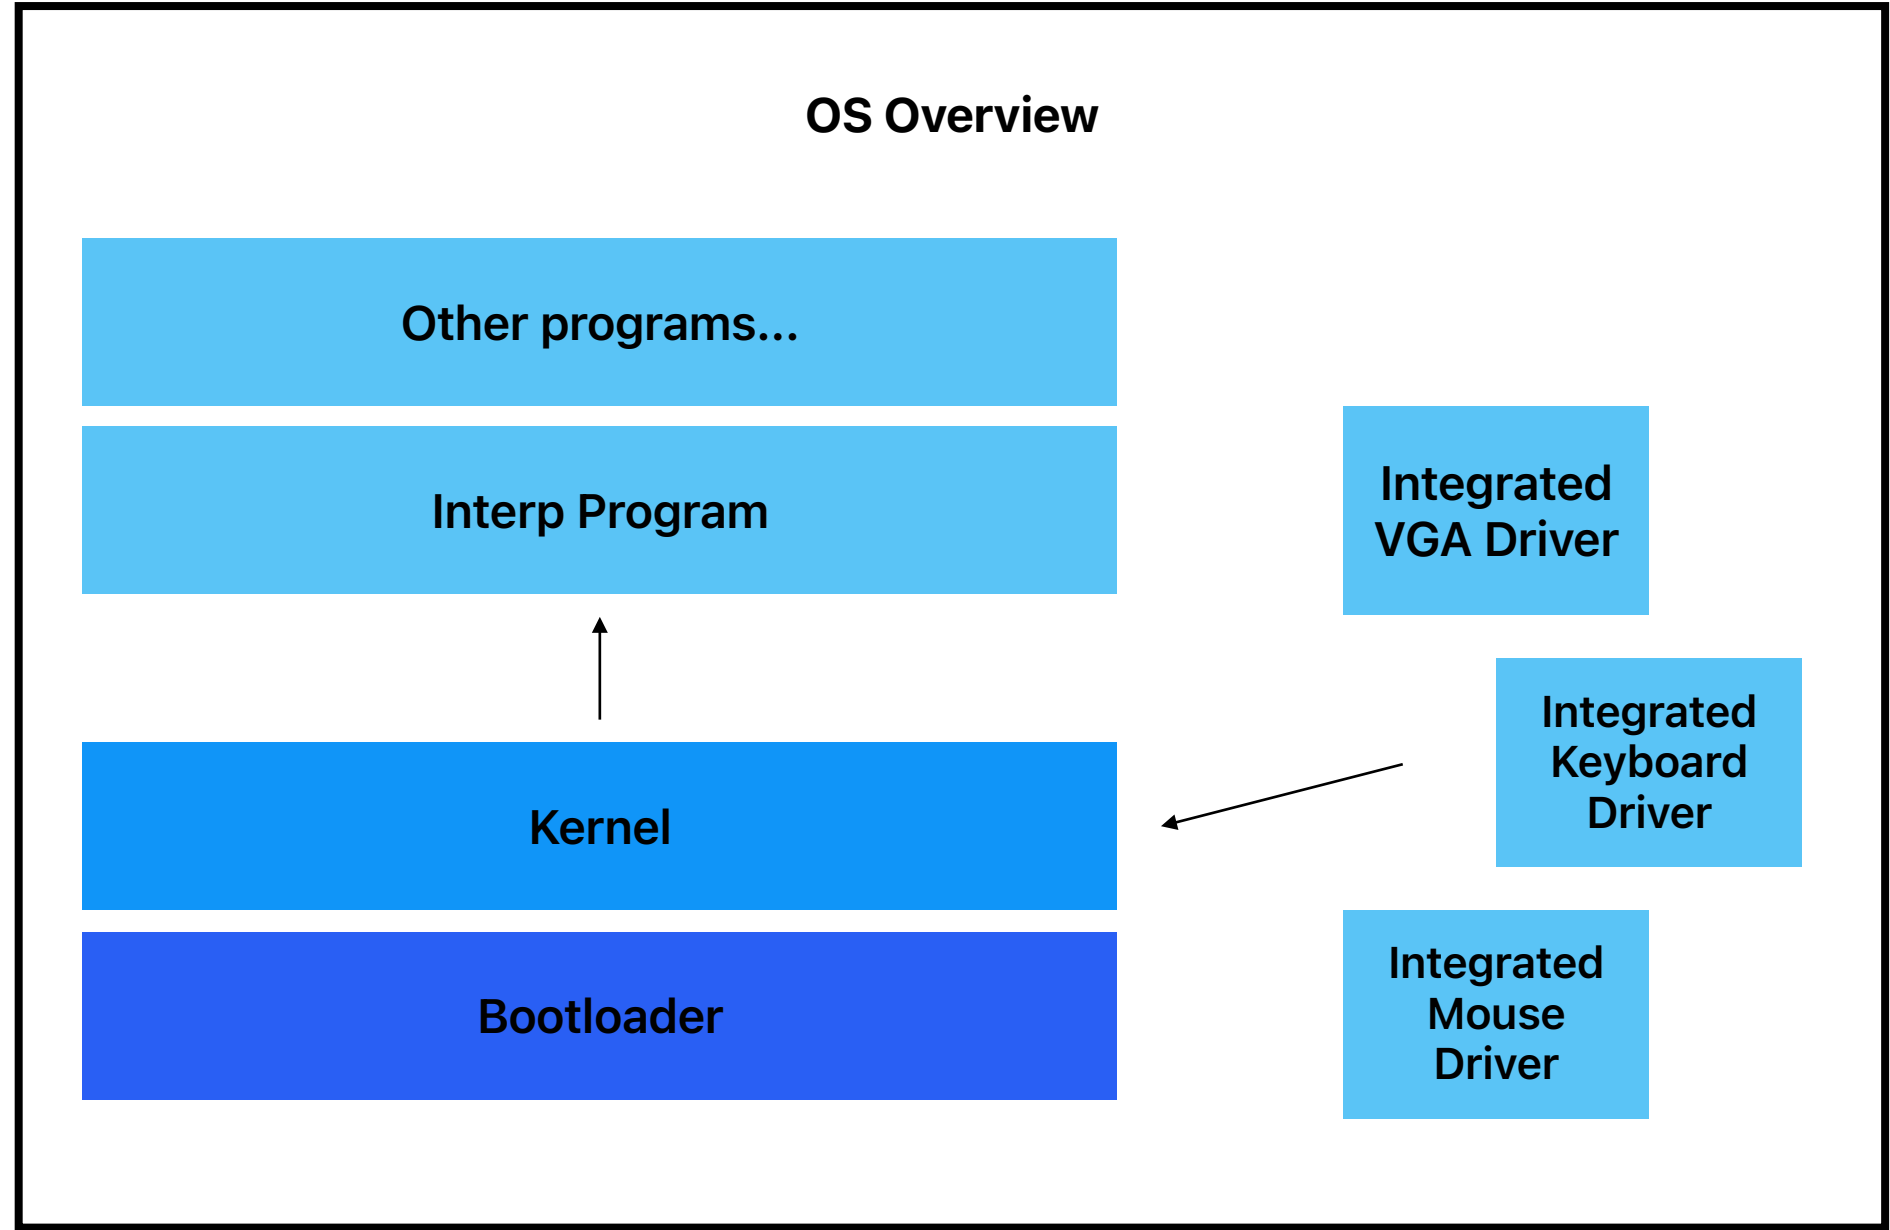 OS Overview
Other programs...
Interp Program
Kernel
Bootloader
Integrated
VGA Driver
Integrated
Keyboard
Driver
Integrated
Mouse
Driver